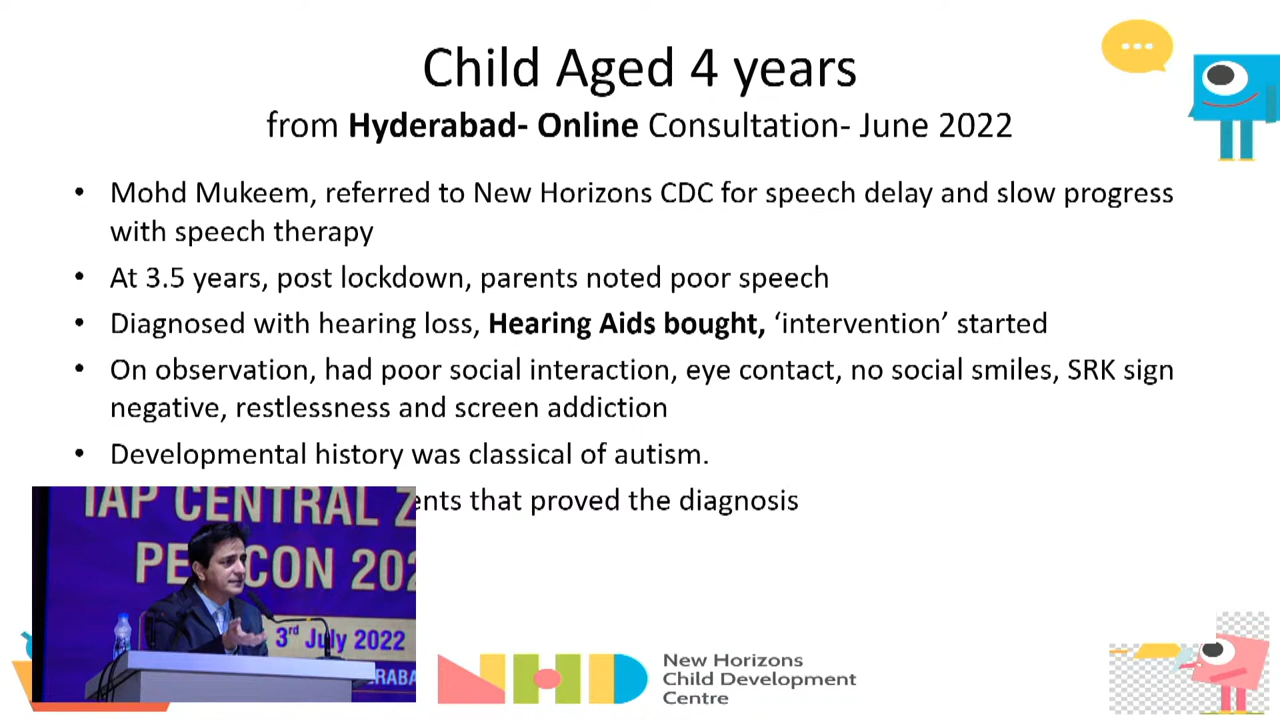 Child Aged 4 years
from Hyderabad- Online Consultation- June 2022
• Mohd Mukeem, referred to New Horizons CDC for speech delay and slow progress
with speech therapy
• At 3.5 years, post lockdown, parents noted poor speech
• Diagnosed with hearing loss, Hearing Aids bought, ‘intervention’ started
• On observation, had poor social interaction, eye contact, no social smiles, SRK sign
negative, restlessness and screen addiction
• Developmental history was classical of autism.
that proved the diagnosis
IAP CENTRAL
3rd July 2022
NHD
New Horizons
Child Development
Centre